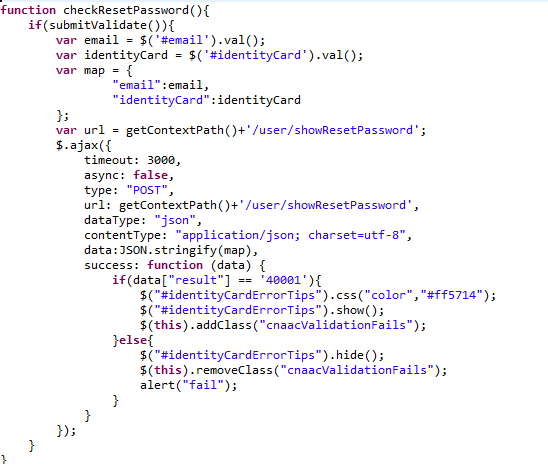 function checkResetPassword(){
    if(submitValidate()){
        var email = $('#email').val();
        var identityCard = $('#identityCard').val();
        var map = {
                "email":email,
                "identityCard":identityCard
        };
        var url = getContextPath()+'/user/showResetPassword';
        $.ajax({
            timeout: 3000,
            async: false,
            type: "POST",
            url: getContextPath()+'/user/showResetPassword',
            dataType: "json",
            contentType: "application/json; charset=utf-8",
            data:JSON.stringify(map),
            success: function (data) {
                if(data["result"] == '40001'){
                    $("#identityCardErrorTips").css("color","#ff5714");
                    $("#identityCardErrorTips").show();
                    $(this).addClass("cnaacValidationFails");
                }else{
                    $("#identityCardErrorTips").hide();
                    $(this).removeClass("cnaacValidationFails");
                    alert("fail");
                }
            }
        });
    }
}